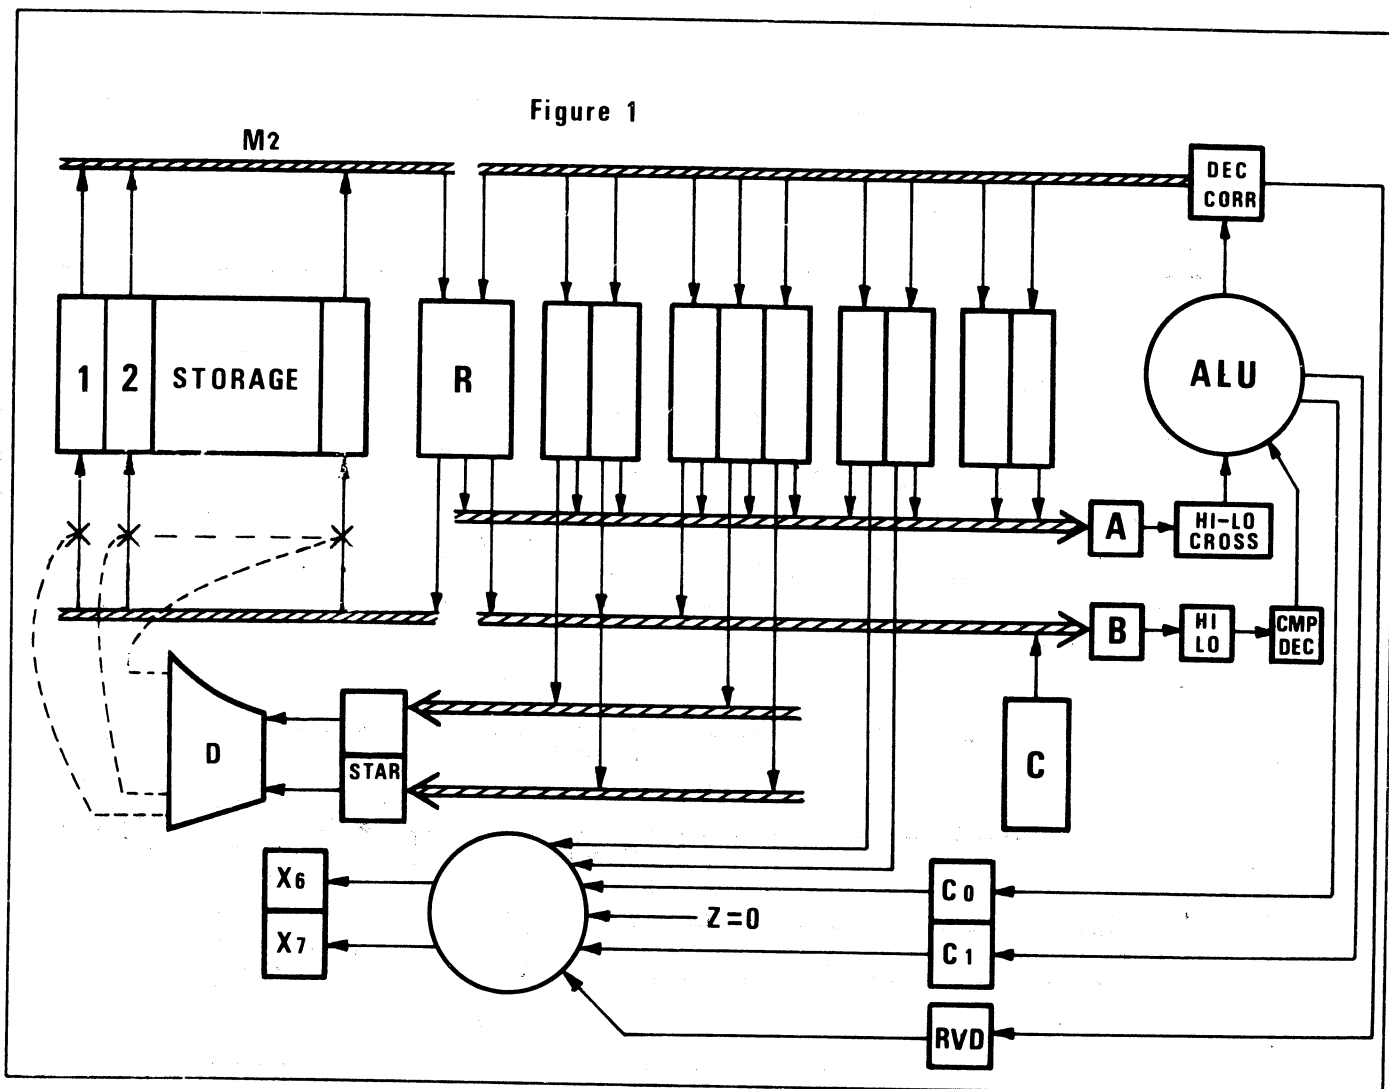 Figure 1
M2
DEC
CORR
1
2
STORAGE
R
ALU
A
HI-LO
CROSS
B
HI
LO
CMP
DEC
D
STAR
C
X6
X7
Z=0
C0
C1
RVD